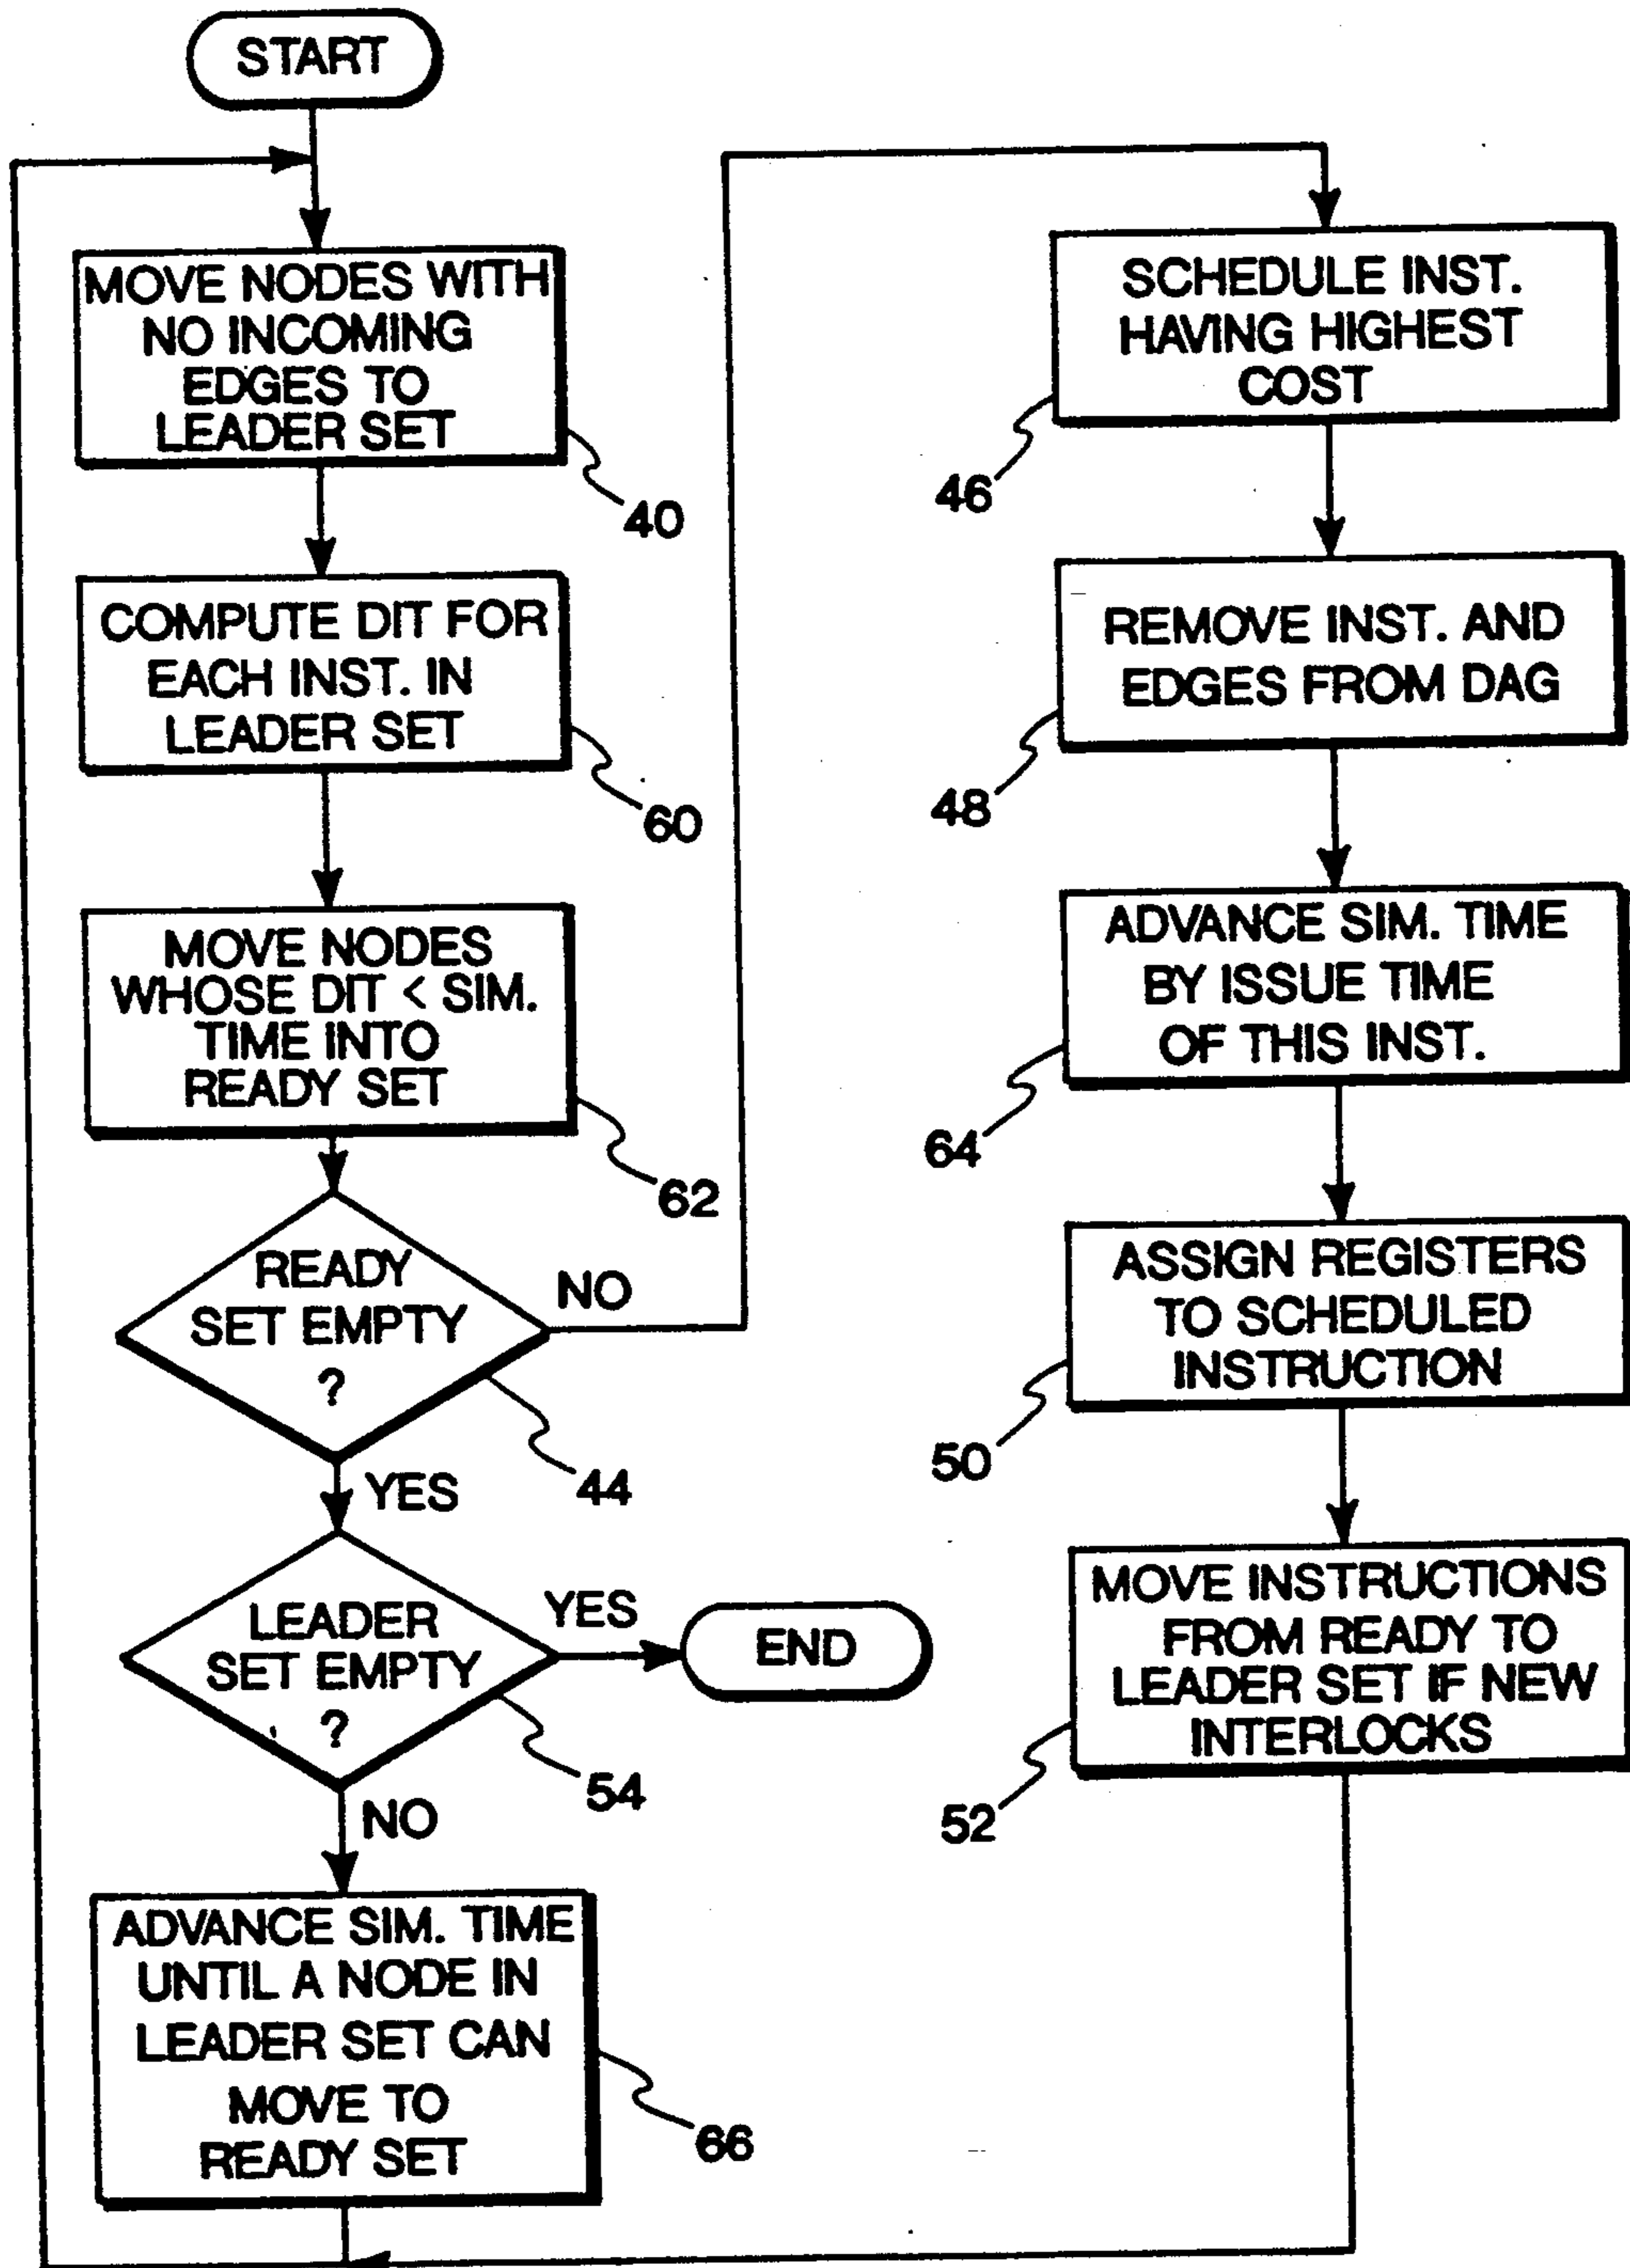 START
MOVE NODES WITH
NO INCOMING
EDGES TO
LEADER SET
40
COMPUTE DIT FOR
EACH INST. IN
LEADER SET
60
MOVE NODES
WHOSE DIT < SIM.
TIME INTO
READY SET
62
READY
SET EMPTY
?
NO
44
YES
LEADER
SET EMPTY
?
YES
END
54
NO
ADVANCE SIM. TIME
UNTIL A NODE IN
LEADER SET CAN
MOVE TO
READY SET
66
SCHEDULE INST.
HAVING HIGHEST
COST
46
REMOVE INST. AND
EDGES FROM DAG
48
ADVANCE SIM. TIME
BY ISSUE TIME
OF THIS INST.
64
ASSIGN REGISTERS
TO SCHEDULED
INSTRUCTION
50
MOVE INSTRUCTIONS
FROM READY TO
LEADER SET IF NEW
INTERLOCKS
52